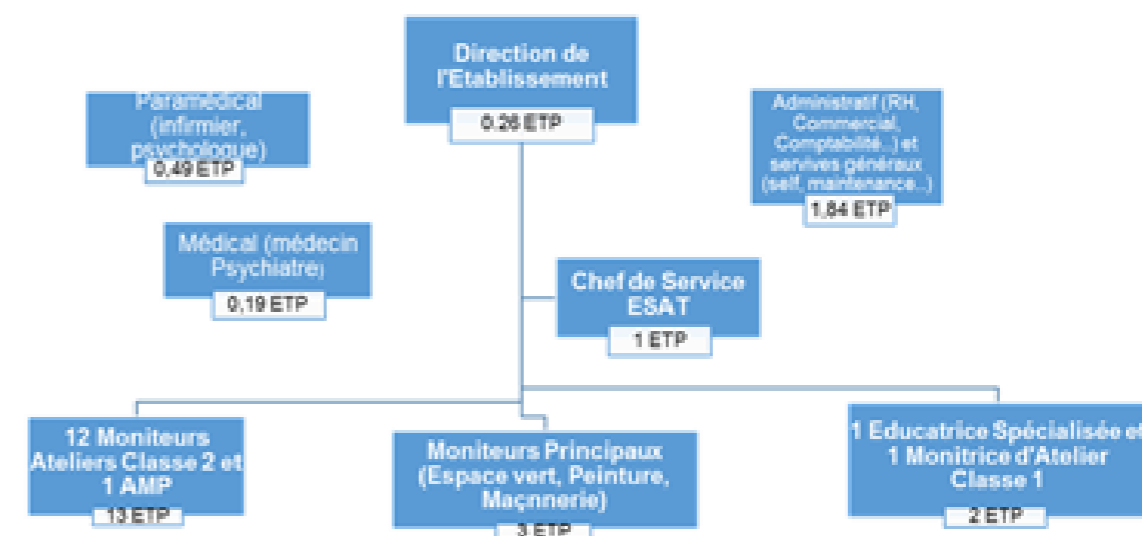 Direction de
l'Etablissement
0.26 ETP
Paramédical
(infirmier,
psychologue)
0,49 ETP
Administratif (RH,
Commercial,
Comptabilité..) et
servives généraux
(self, maintenance..)
1.84 ETP
Médical (médecin
Psychiatre)
0,19 ETP
Chef de Service
ESAT
1 ETP
12 Moniteurs
Ateliers Classe 2 et
1 AMP
13 ETP
Moniteurs Principaux
(Espace vert, Peinture,
Maçnnerie)
3 ETP
1 Educatrice Spécialisée et
1 Monitrice d'Atelier
Classe 1
2 ETP